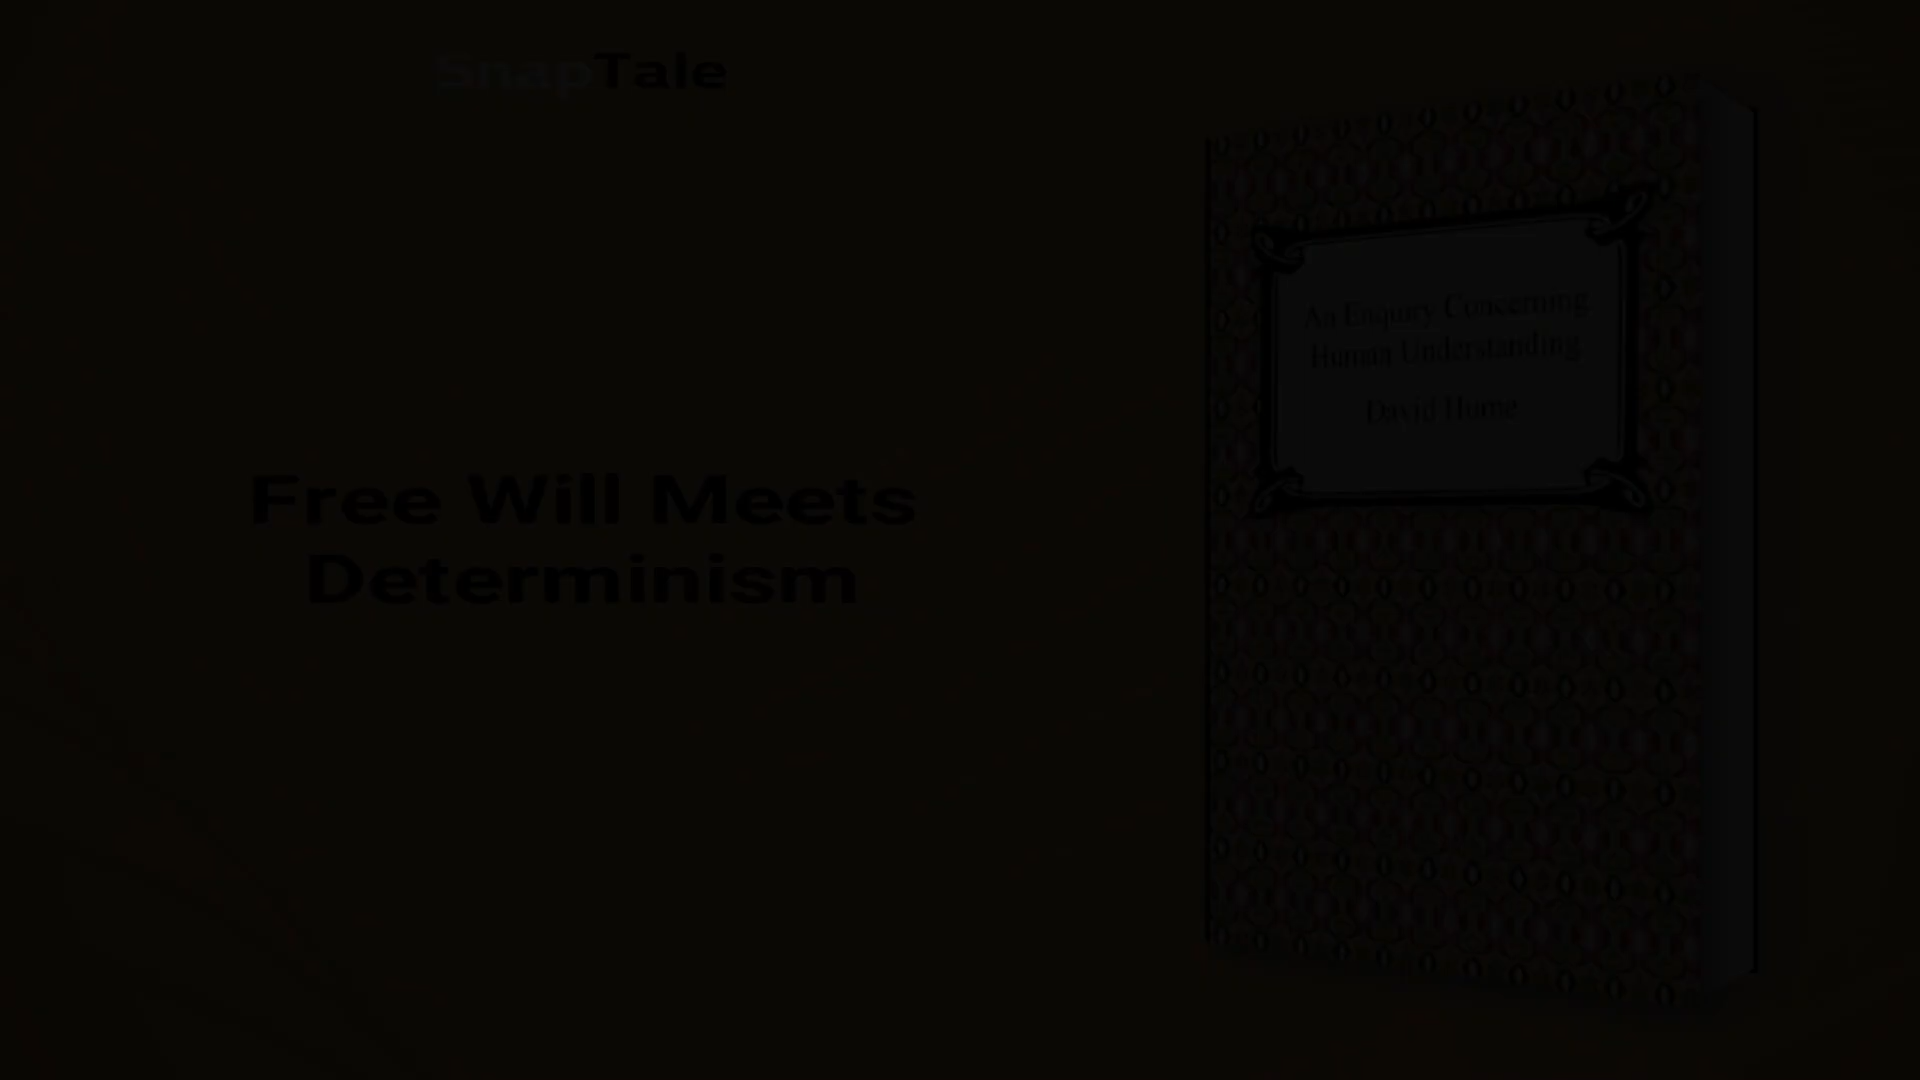 SnapTale
Free Will Meets
Determinism
An Enquiry Concerning
Human Understanding
David Hume